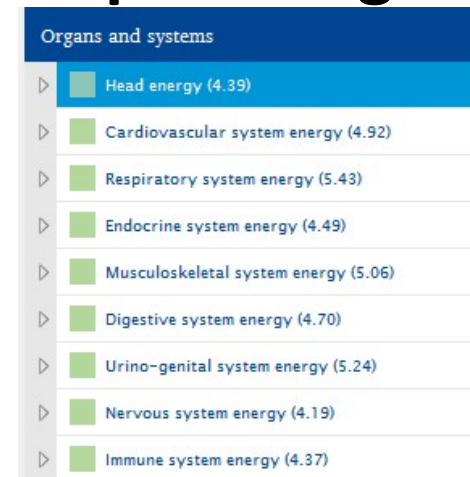 Organs and systems
Head energy (4.39)
Cardiovascular system energy (4.92)
Respiratory system energy (5.43)
Endocrine system energy (4.49)
Musculoskeletal system energy (5.06)
Digestive system energy (4.70)
Urino-genital system energy (5.24)
Nervous system energy (4.19)
Immune system energy (4.37)